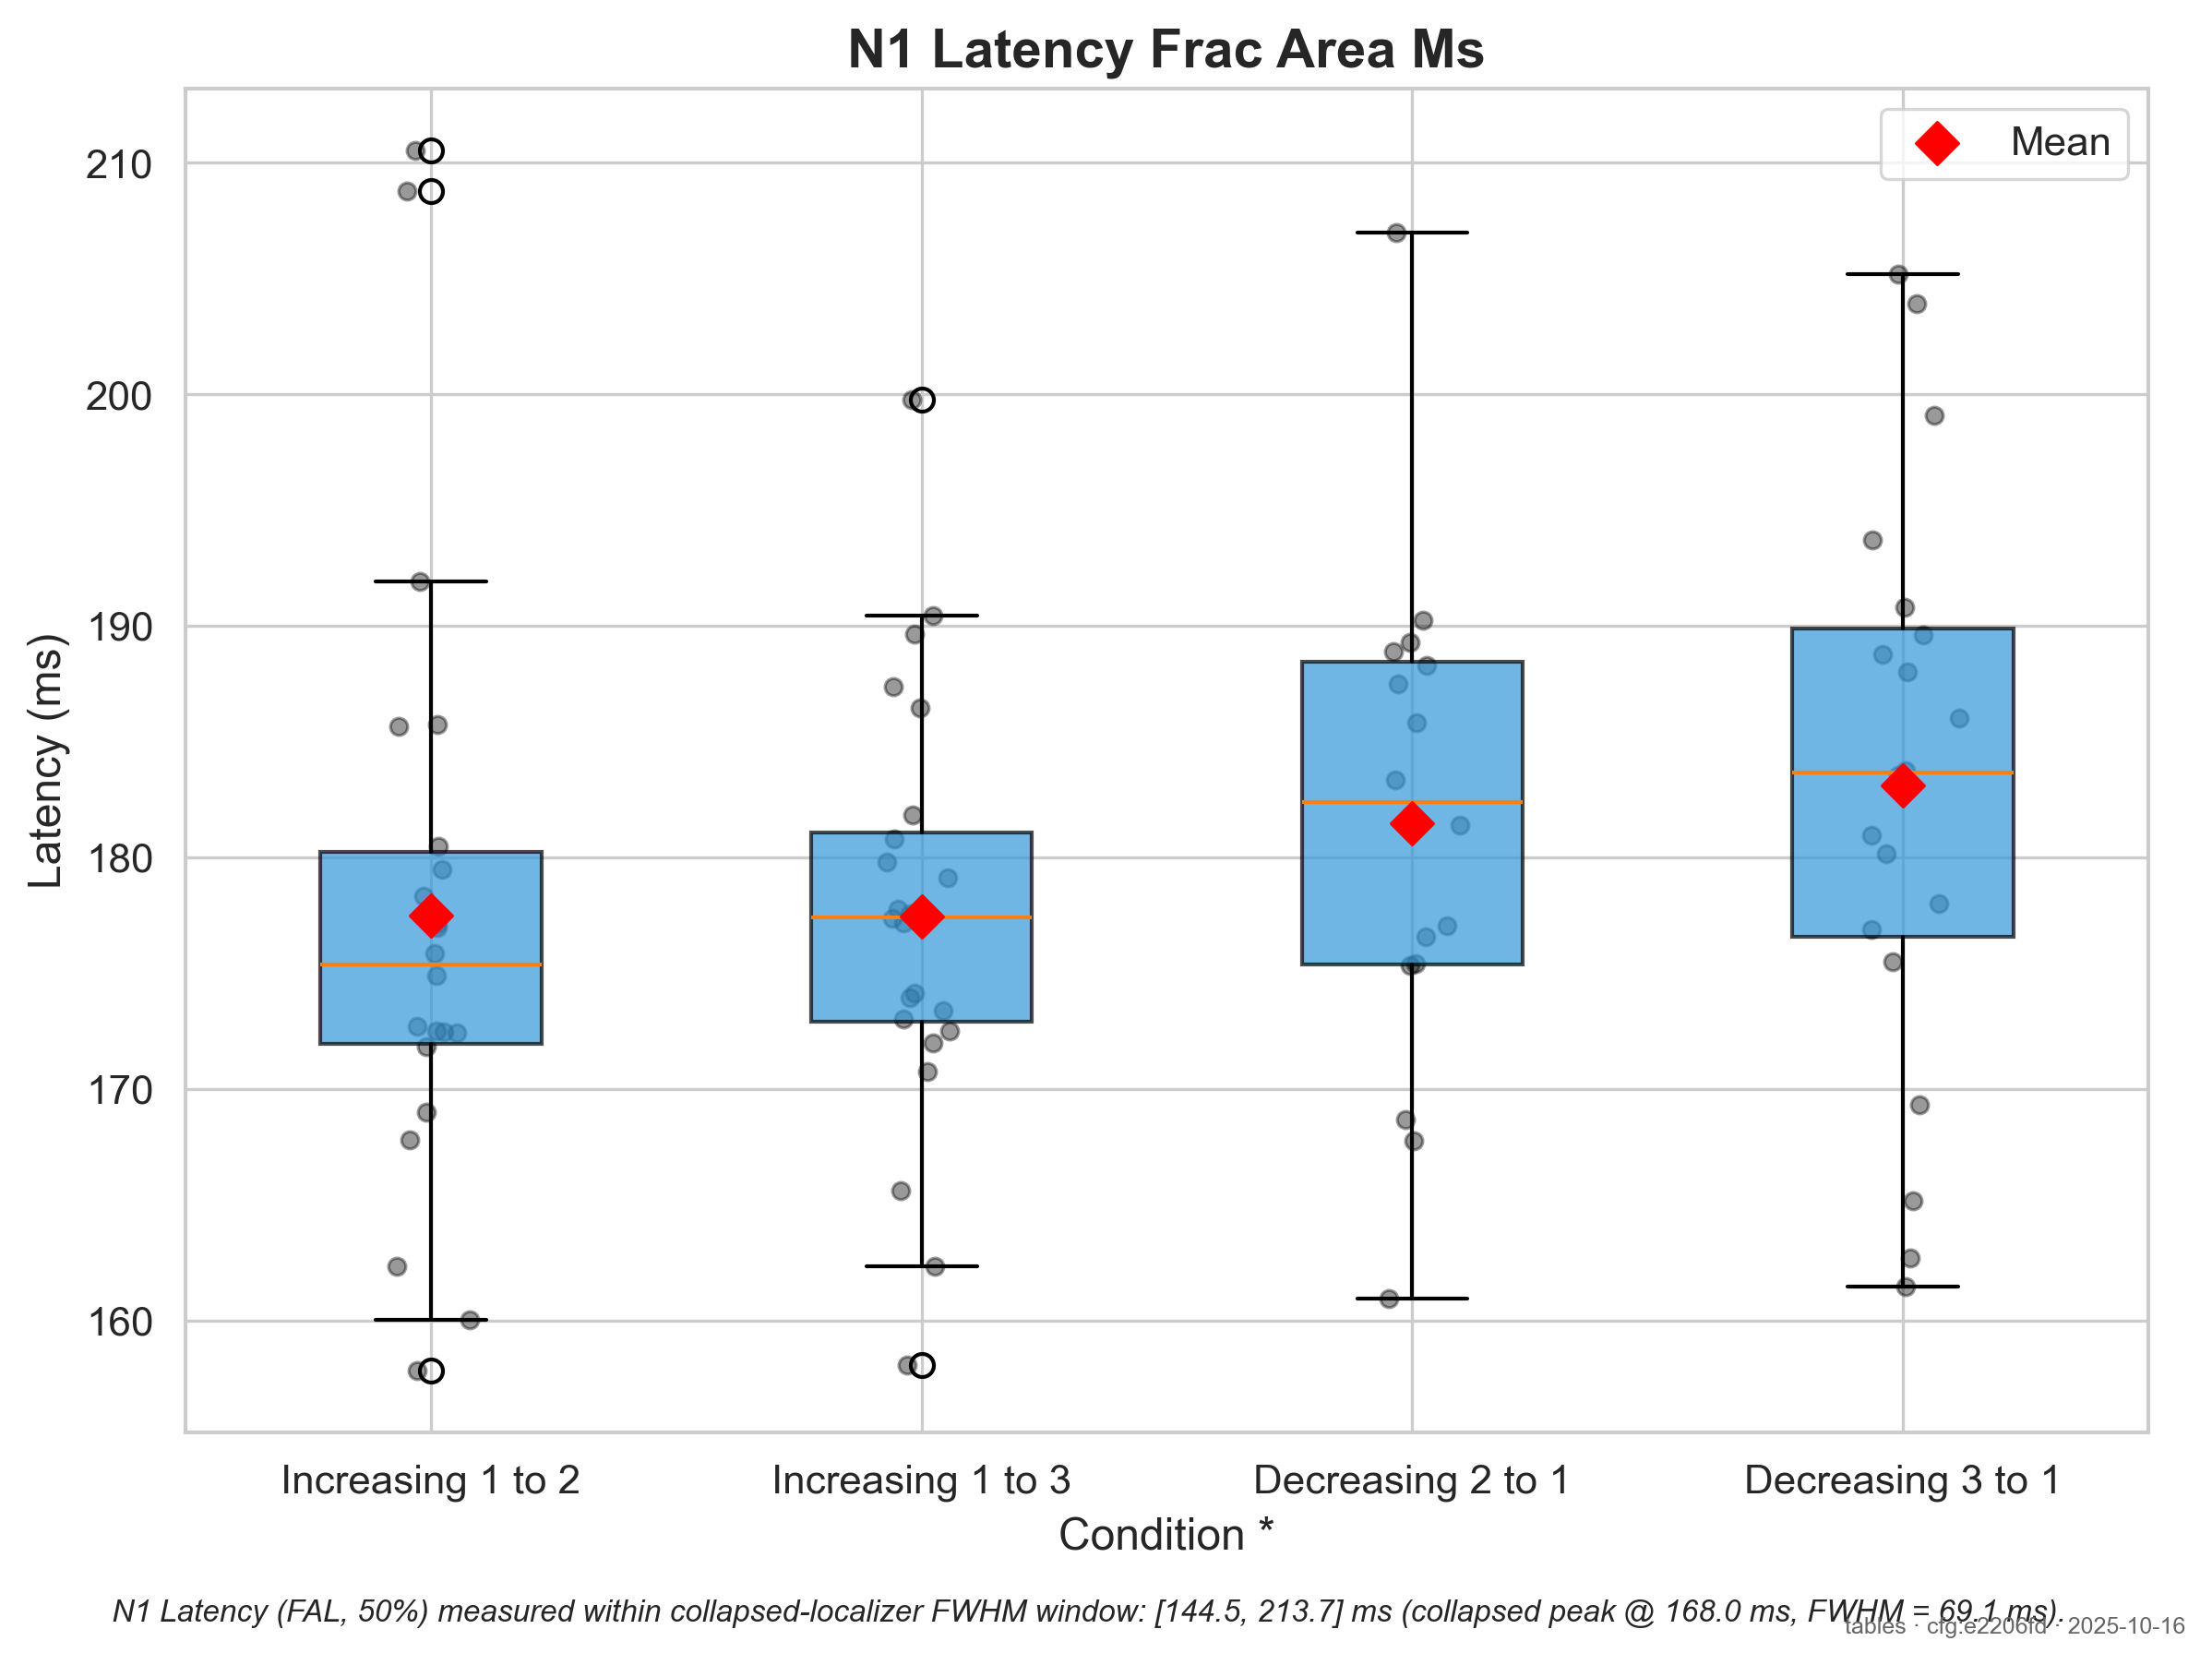 N1 Latency Frac Area Ms
Mean
210
200
190
180
170
160
Latency (ms)
Increasing 1 to 2
Increasing 1 to 3
Decreasing 2 to 1
Decreasing 3 to 1
Condition *
N1 Latency (FAL, 50%) measured within collapsed-localizer FWHM window: [144.5, 213.7] ms (collapsed peak @ 168.0 ms, FWHM = 69.1 ms).
tables · cfg:e2206fd · 2025-10-16